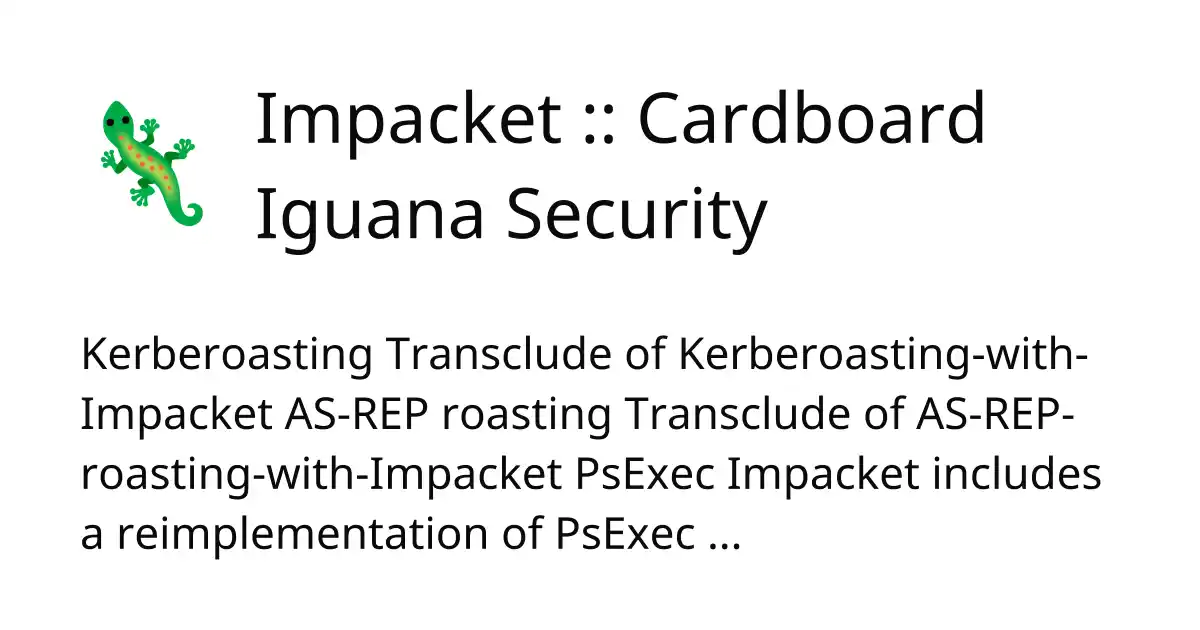 Impacket :: Cardboard
Iguana Security
Kerberoasting Transclude of Kerberoasting-with-
Impacket AS-REP roasting Transclude of AS-REP-
roasting-with-Impacket PsExec Impacket includes
a reimplementation of PsExec ...